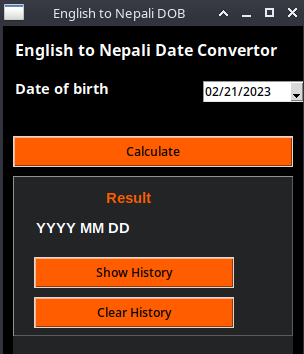 English to Nepali DOB
English to Nepali Date Convertor
Date of birth
02/21/2023
Calculate
Result
YYYY MM DD
Show History
Clear History